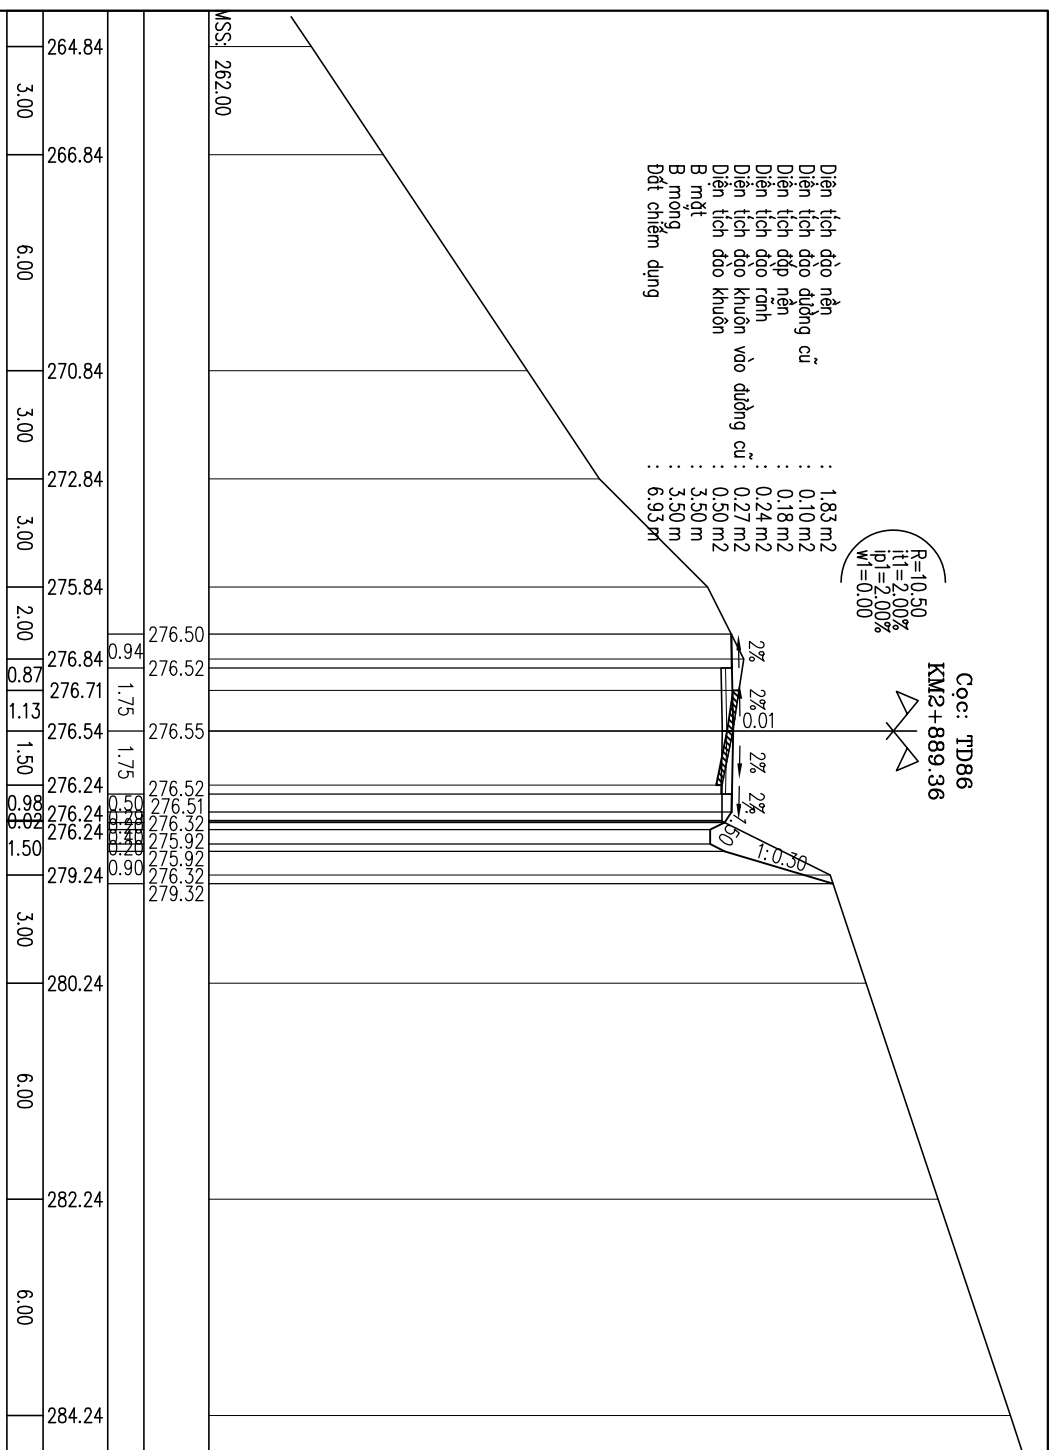 Cọc: TD86
KM2+889.36
R=10.50
it1=2.00%
ip1=2.00%
w1=0.00
Diện tích đào nền : 1.83 m2
Diện tích đào đường cũ : 0.10 m2
Diện tích đắp nền : 0.18 m2
Diện tích đào rãnh : 0.24 m2
Diện tích đào khuôn vào đường cũ : 0.27 m2
Diện tích đào khuôn : 0.50 m2
B mặt : 3.50 m
B móng : 3.50 m
Đất chiếm dụng : 6.93 m
2% 2% 2% 2%
0.01
1:.50
1:0.30
MSS: 262.00
276.50 276.52 276.55 276.52 276.51 276.32 275.92 275.92 276.32 279.32
0.94 1.75 1.75 0.50 0.20 0.90
264.84 266.84 270.84 272.84 275.84 276.84 276.71 276.54 276.24 276.24 276.24 279.24 280.24 282.24 284.24
3.00 6.00 3.00 3.00 2.00 0.87 1.13 1.50 0.98 0.02 1.50 3.00 6.00 6.00